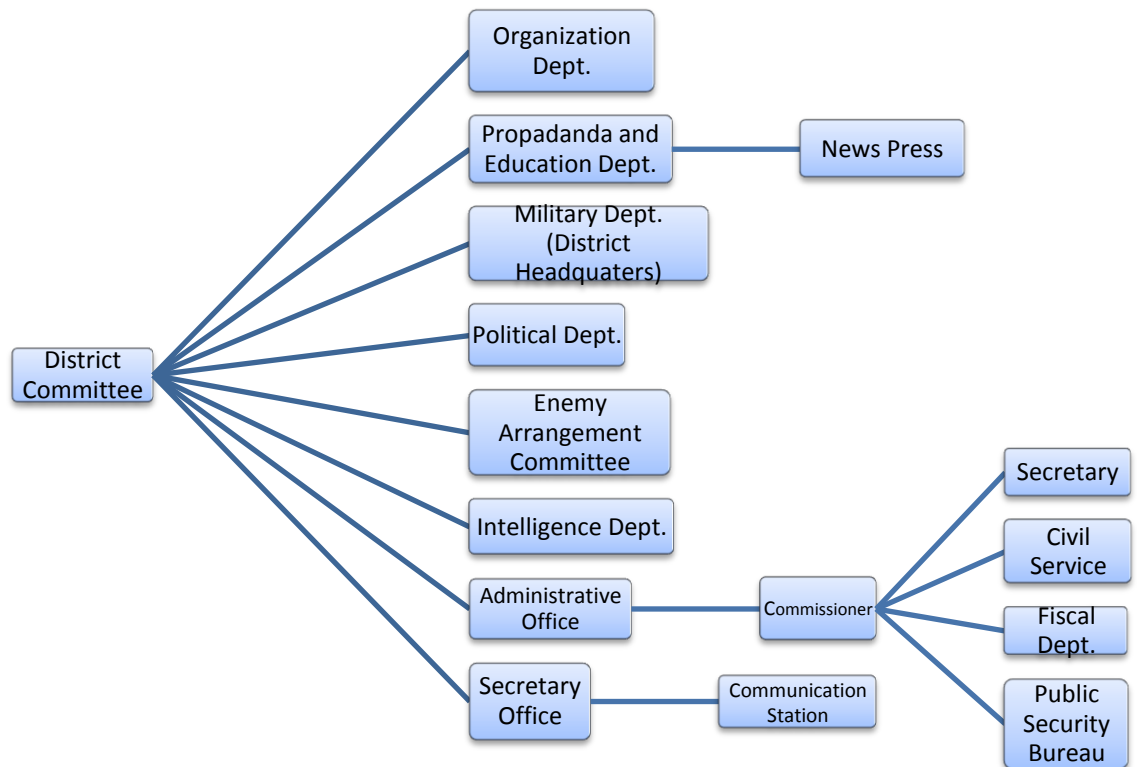 Organization
Dept.
Propadanda and
Education Dept.
News Press
Military Dept.
(District
Headquaters)
Political Dept.
District
Committee
Enemy
Arrangement
Committee
Intelligence Dept.
Administrative
Office
Commissioner
Secretary
Civil
Service
Fiscal
Dept.
Public
Security
Bureau
Secretary
Office
Communication
Station